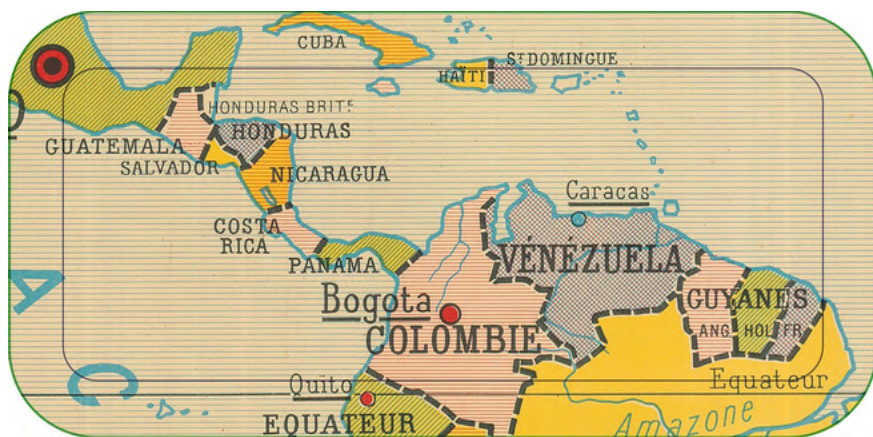 CUBA
ST DOMINGUE
HAÏTI
HONDURAS BRITE
HONDURAS
GUATEMALA
SALVADOR
NICARAGUA
Caracas
COSTA
RICA
PANAMA
VÉNÉZUELA
Bogota
GUYANES
COLOMBIE
ANG
HOL
FR.
Quito
Equateur
EQUATEUR
Amazone
A
C